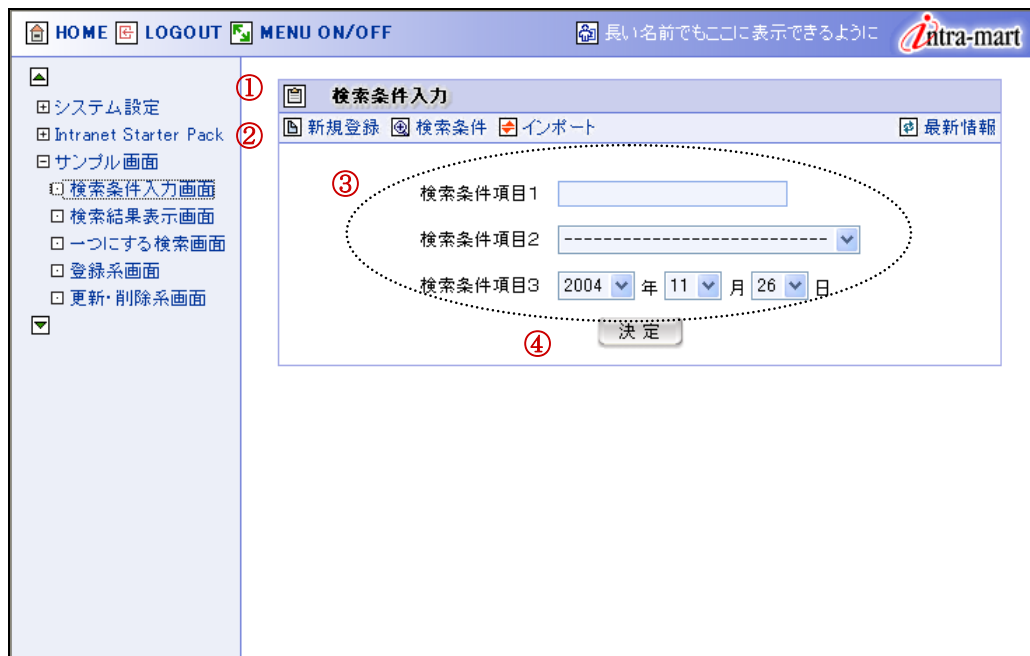 HOME LOGOUT MENU ON/OFF 長い名前でもここに表示できるように intra-mart
システム設定
Intranet Starter Pack
サンプル画面
検索条件入力画面
検索結果表示画面
一つにする検索画面
登録系画面
更新・削除系画面
① 検索条件入力
② 新規登録 検索条件 インポート 最新情報
③ 検索条件項目1
検索条件項目2 ---------------------------
検索条件項目3 2004 年 11 月 26 日
④ 決定